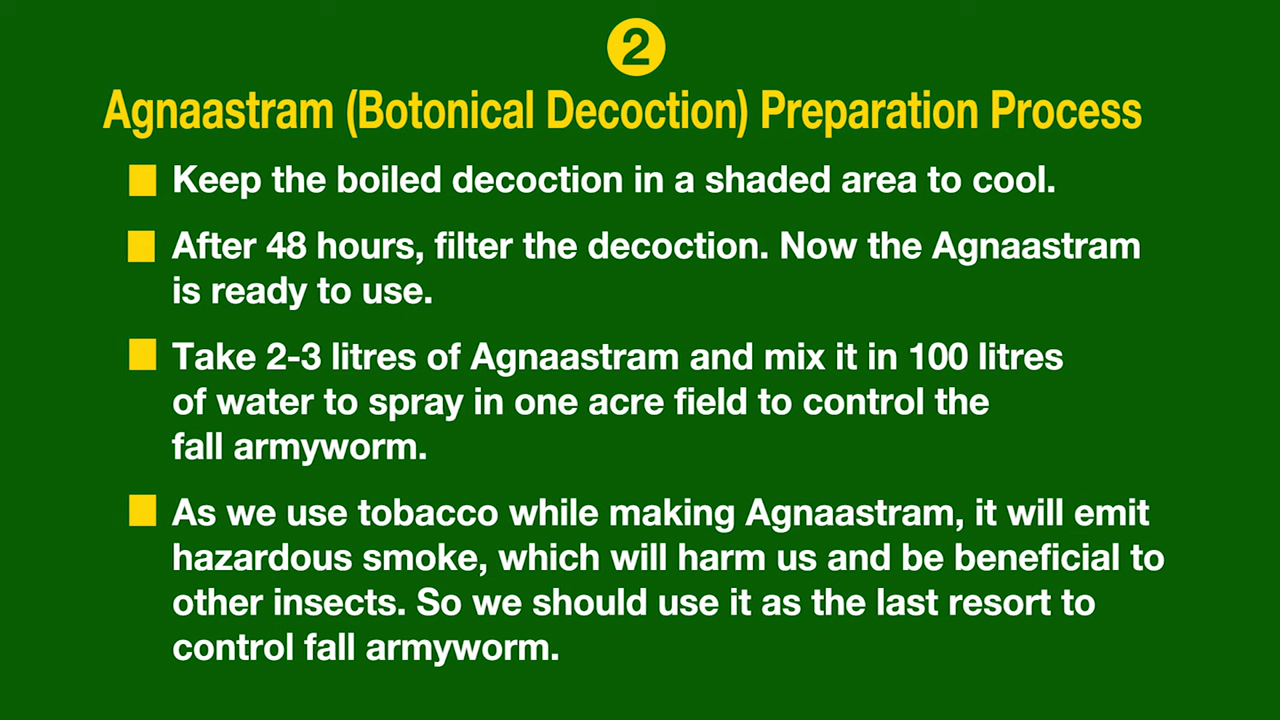 2
Agnaastram (Botonical Decoction) Preparation Process
Keep the boiled decoction in a shaded area to cool.
After 48 hours, filter the decoction. Now the Agnaastram
is ready to use.
Take 2-3 litres of Agnaastram and mix it in 100 litres
of water to spray in one acre field to control the
fall armyworm.
As we use tobacco while making Agnaastram, it will emit
hazardous smoke, which will harm us and be beneficial to
other insects. So we should use it as the last resort to
control fall armyworm.